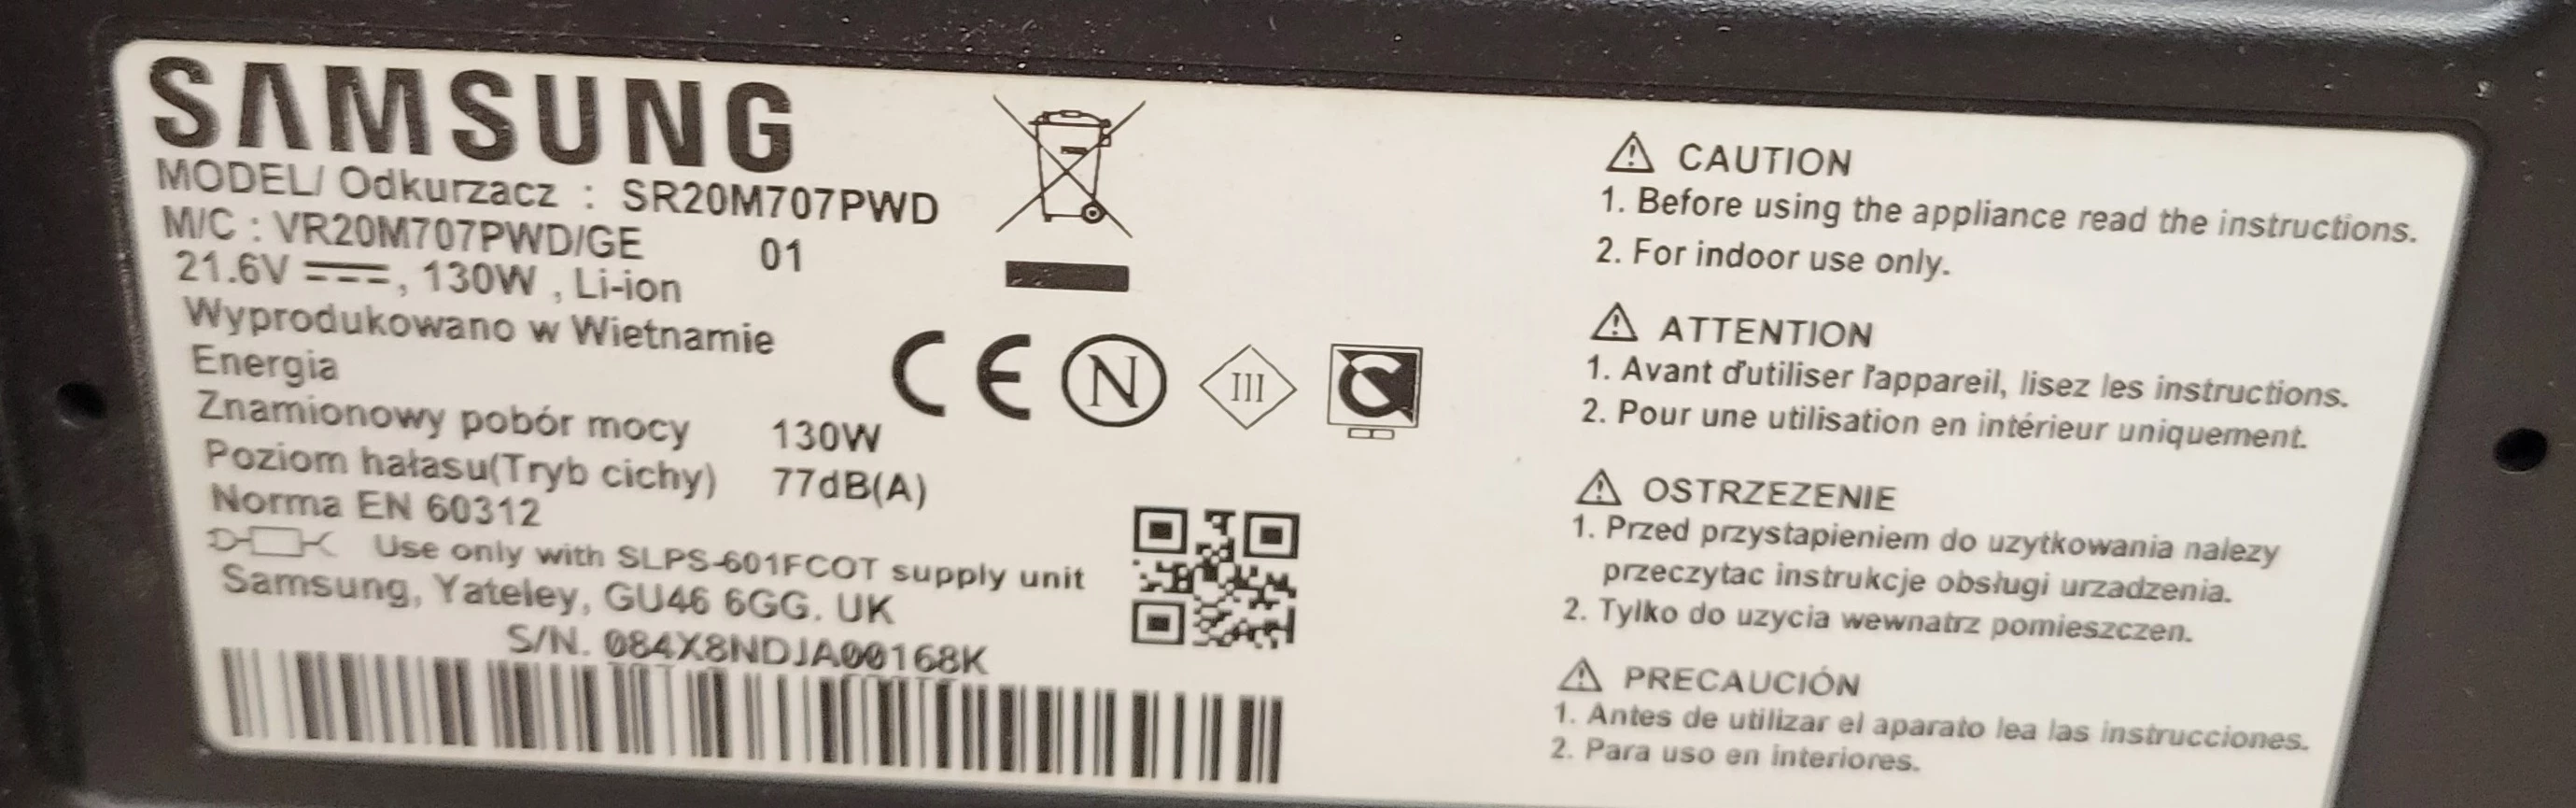 SAMSUNG
MODEL/ Odkurzacz : SR20M707PWD
M/C : VR20M707PWD/GE 01
21.6V ⎓, 130W , Li-ion
Wyprodukowano w Wietnamie
Energia
Znamionowy pobór mocy 130W
Poziom hałasu(Tryb cichy) 77dB(A)
Norma EN 60312
Use only with SLPS-601FCOT supply unit
Samsung, Yateley, GU46 6GG. UK
S/N. 084X8NDJA00168K
CE N III
⚠ CAUTION
1. Before using the appliance read the instructions.
2. For indoor use only.
⚠ ATTENTION
1. Avant d'utiliser l'appareil, lisez les instructions.
2. Pour une utilisation en intérieur uniquement.
⚠ OSTRZEZENIE
1. Przed przystapieniem do uzytkowania nalezy
przeczytac instrukcje obsługi urzadzenia.
2. Tylko do uzycia wewnatrz pomieszczen.
⚠ PRECAUCIÓN
1. Antes de utilizar el aparato lea las instrucciones.
2. Para uso en interiores.